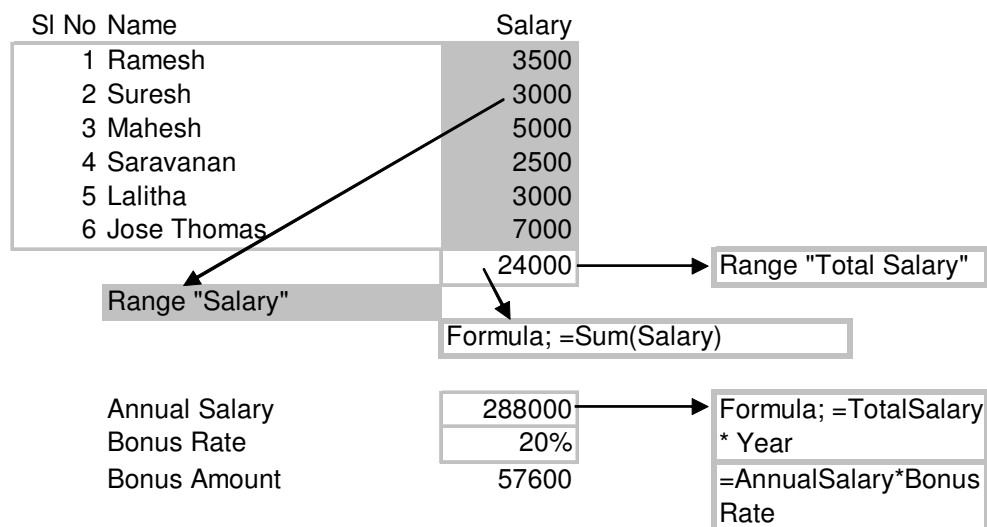 Sl No Name Salary
1 Ramesh 3500
2 Suresh 3000
3 Mahesh 5000
4 Saravanan 2500
5 Lalitha 3000
6 Jose Thomas 7000
24000 Range "Total Salary"
Range "Salary"
Formula; =Sum(Salary)
Annual Salary 288000 Formula; =TotalSalary
Bonus Rate 20% * Year
Bonus Amount 57600 =AnnualSalary*Bonus
Rate